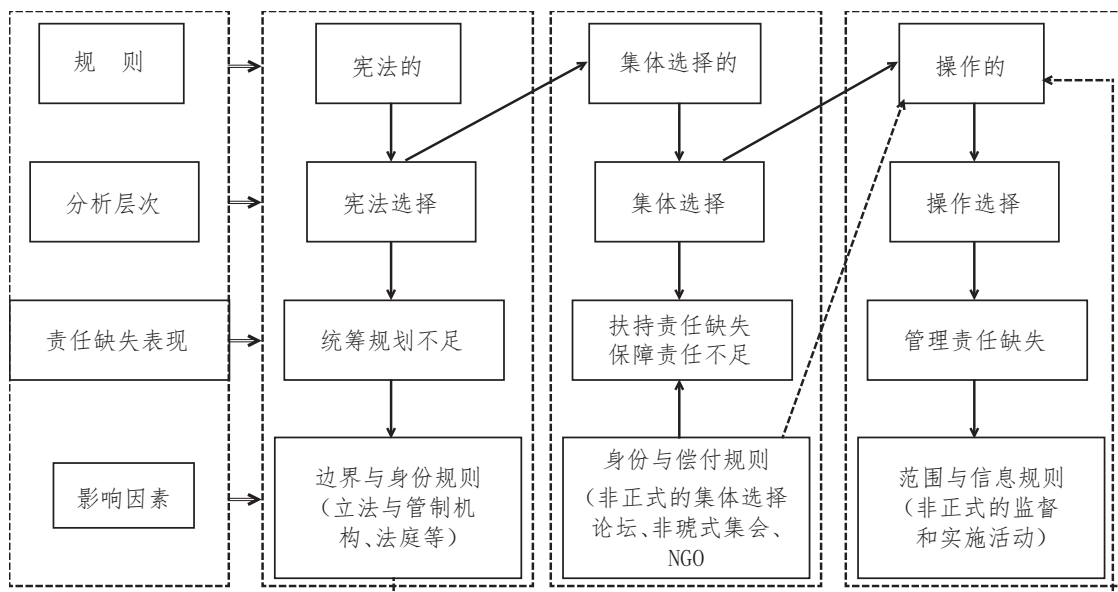 规 则
宪法的
集体选择的
操作的
分析层次
宪法选择
集体选择
操作选择
责任缺失表现
统筹规划不足
扶持责任缺失
保障责任不足
管理责任缺失
影响因素
边界与身份规则
（立法与管制机
构、法庭等）
身份与偿付规则
（非正式的集体选择
论坛、非琥式集会、
NGO
范围与信息规则
（非正式的监督
和实施活动）